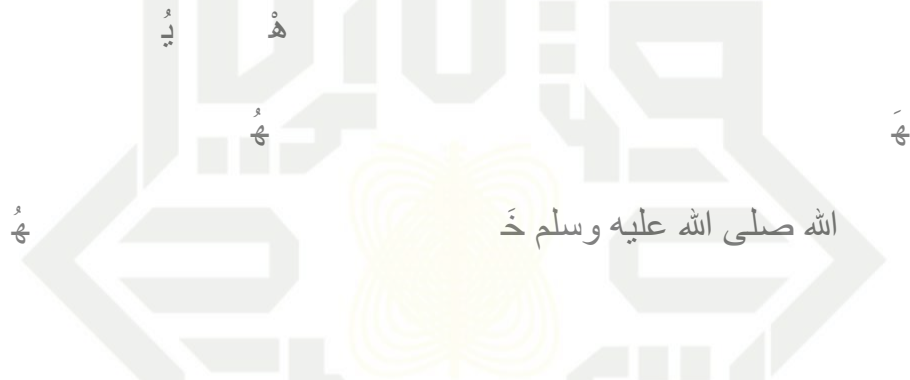 هْ يُـ
هَـ هُـ
الله صلى الله عليه وسلم خَـ هُـ